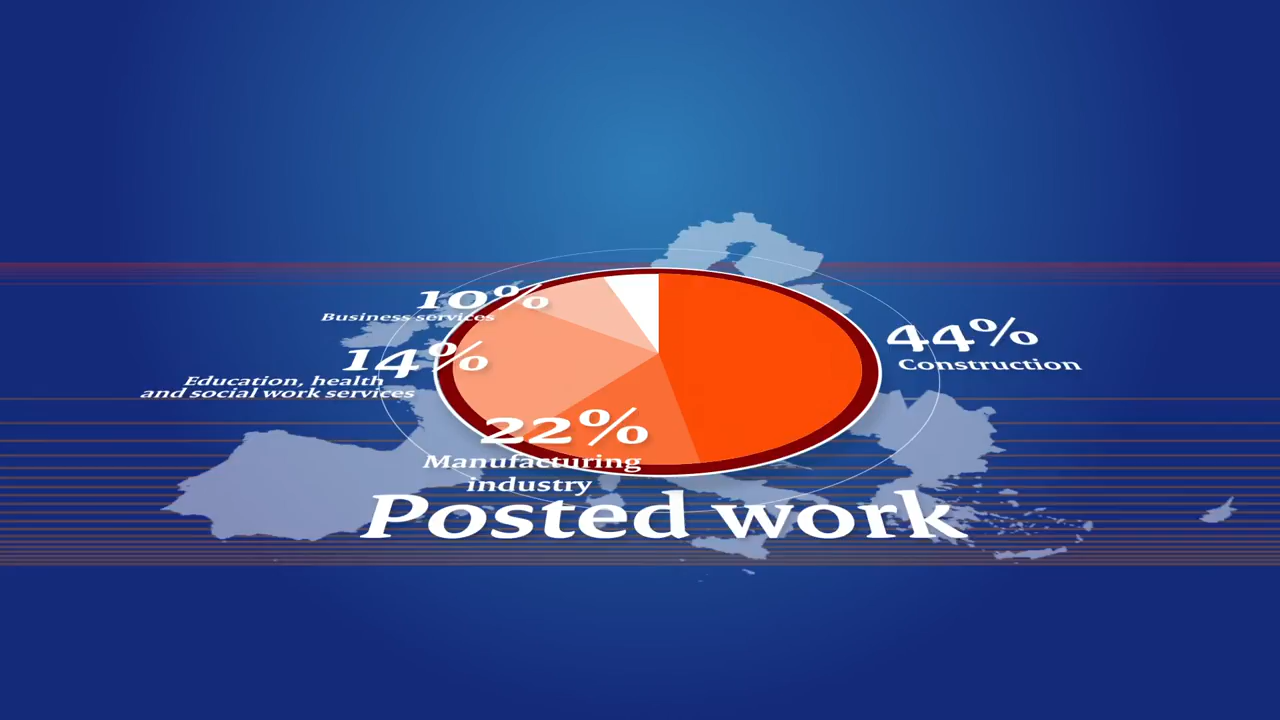 10%
Business services
14%
Education, health
and social work services
44%
Construction
22%
Manufacturing
industry
Posted work